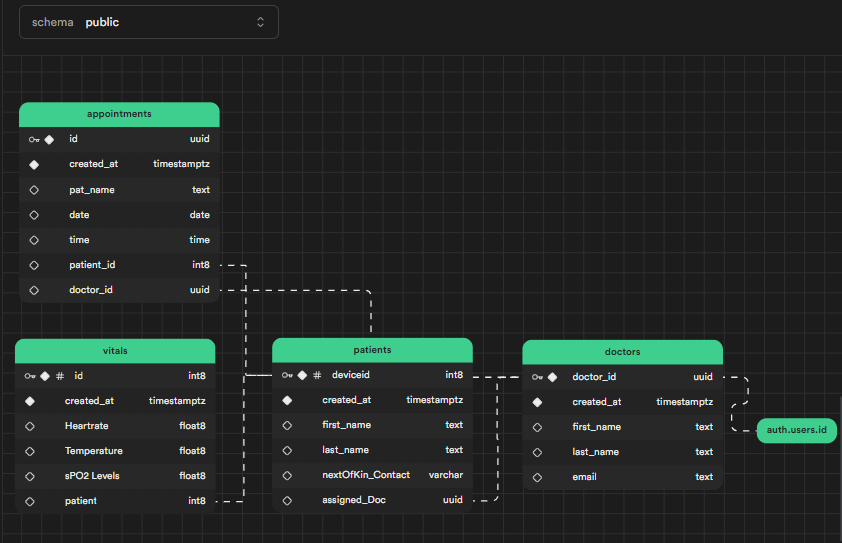 schema public
appointments
id uuid
created_at timestamptz
pat_name text
date date
time time
patient_id int8
doctor_id uuid
vitals
# id int8
created_at timestamptz
Heartrate float8
Temperature float8
sPO2 Levels float8
patient int8
patients
# deviceid int8
created_at timestamptz
first_name text
last_name text
nextOfKin_Contact varchar
assigned_Doc uuid
doctors
doctor_id uuid
created_at timestamptz
first_name text
last_name text
email text
auth.users.id